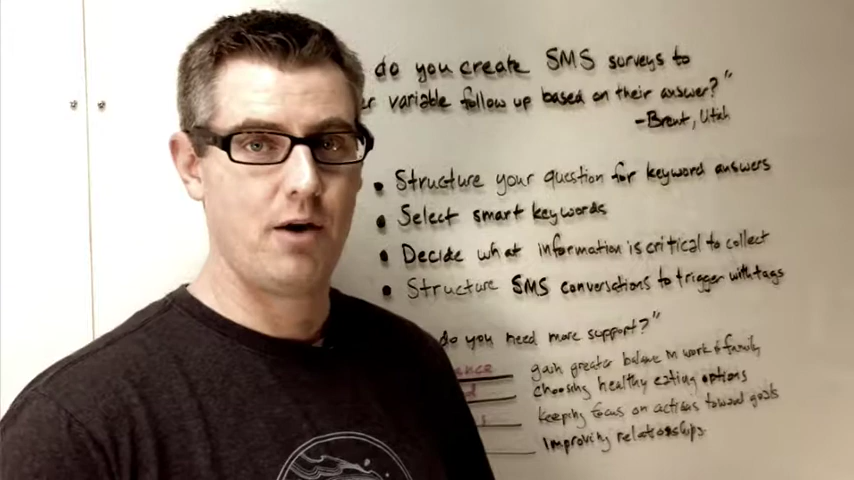 do you create SMS surveys to
variable follow up based on their answer?"
-Brent, Utah
• Structure your question for keyword answers
• Select smart keywords
• Decide what information is critical to collect
• Structure SMS conversations to trigger with tags
do you need more support?"
gain greater balance in work & family
choosing healthy eating options
keeping focus on actions toward goals
Improving relationships